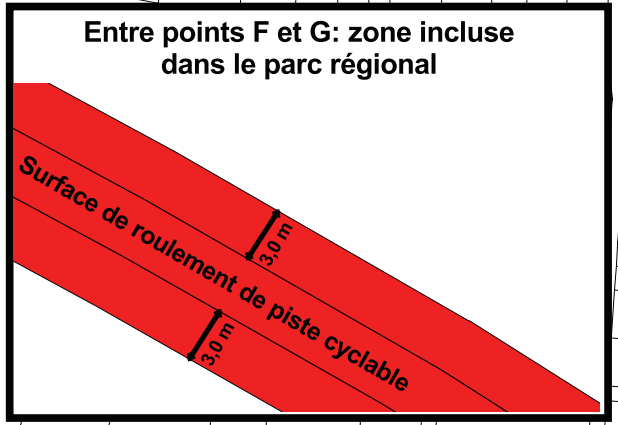 Entre points F et G: zone incluse
dans le parc régional
3,0 m
Surface de roulement de piste cyclable
3,0 m